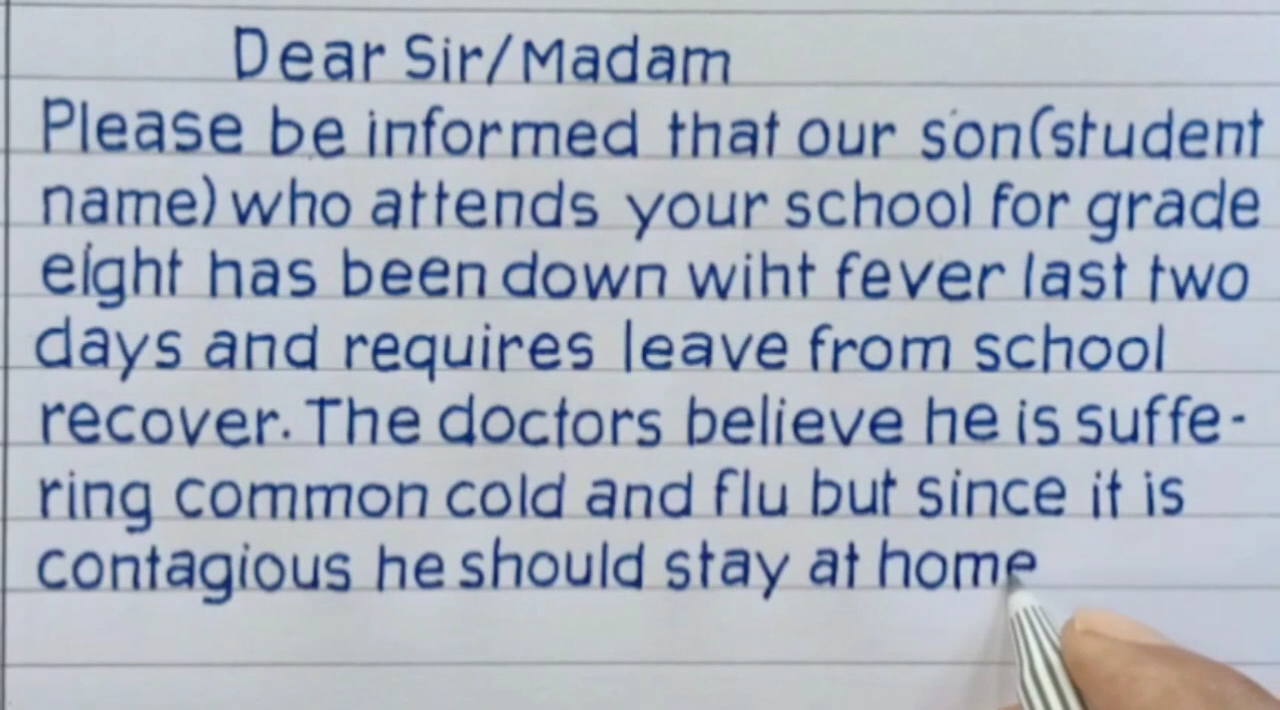 Dear Sir/Madam
Please be informed that our son(student
name) who attends your school for grade
eight has been down wiht fever last two
days and requires leave from school
recover. The doctors believe he is suffe-
ring common cold and flu but since it is
contagious he should stay at home